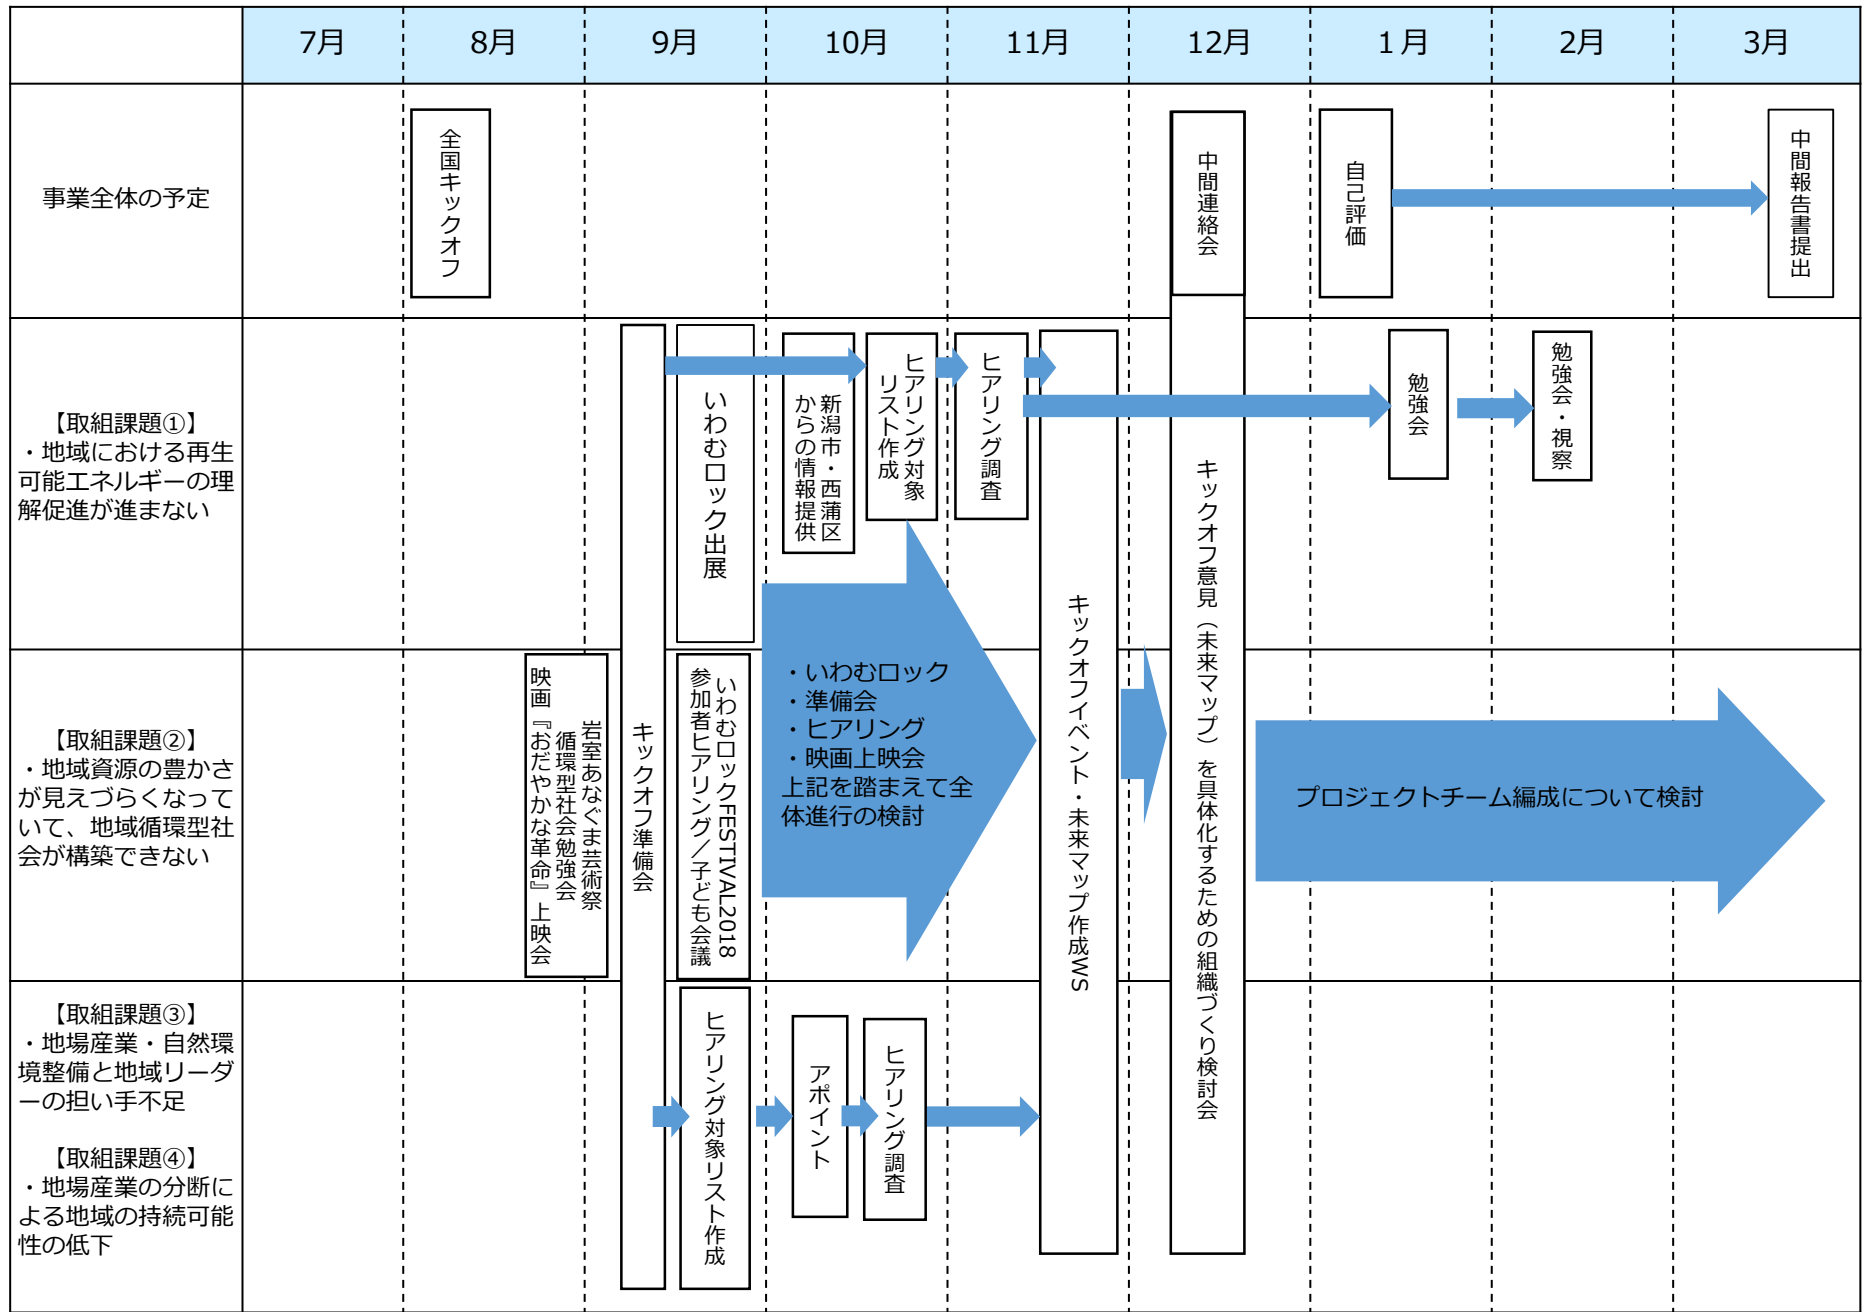 7月
8月
9月
10月
11月
12月
１月
2月
3月
事業全体の予定
全国キックオフ
中間連絡会
自己評価
中間報告書提出
【取組課題①】
・地域における再生
可能エネルギーの理
解促進が進まない
キックオフ準備会
いわむロック出展
新潟市・西蒲区
からの情報提供
ヒアリング対象
リスト作成
ヒアリング調査
キックオフイベント・未来マップ作成WS
キックオフ意見（未来マップ）を具体化するための組織づくり検討会
勉強会
勉強会・視察
【取組課題②】
・地域資源の豊かさ
が見えづらくなって
いて、地域循環型社
会が構築できない
岩室あなぐま芸術祭
循環型社会勉強会
映画『おだやかな革命』上映会
いわむロックFESTIVAL2018
参加者ヒアリング／子ども会議
・いわむロック
・準備会
・ヒアリング
・映画上映会
上記を踏まえて全
体進行の検討
プロジェクトチーム編成について検討
【取組課題③】
・地場産業・自然環
境整備と地域リーダ
ーの担い手不足
【取組課題④】
・地場産業の分断に
よる地域の持続可能
性の低下
ヒアリング対象リスト作成
アポイント
ヒアリング調査